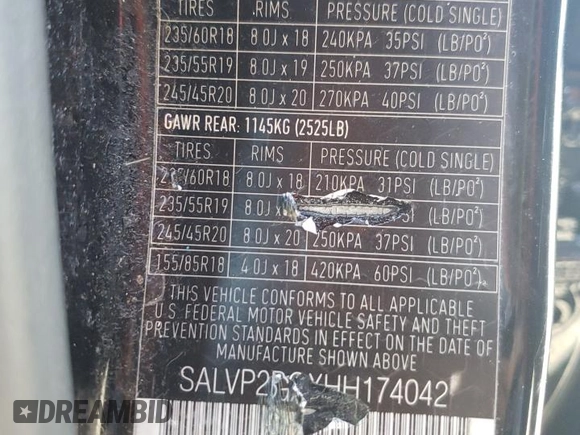 TIRES RIMS PRESSURE (COLD SINGLE)
235/60R18 8.0J x 18 240KPA 35PSI (LB/PO²)
235/55R19 8.0J x 19 250KPA 37PSI (LB/PO²)
245/45R20 8.0J x 20 270KPA 40PSI (LB/PO²)
GAWR REAR: 1145KG (2525LB)
TIRES RIMS PRESSURE (COLD SINGLE)
235/60R18 8.0J x 18 210KPA 31PSI (LB/PO²)
235/55R19 8.0J x (LB/PO²)
245/45R20 8.0J x 20 250KPA 37PSI (LB/PO²)
155/85R18 4.0J x 18 420KPA 60PSI (LB/PO²)
THIS VEHICLE CONFORMS TO ALL APPLICABLE
U.S. FEDERAL MOTOR VEHICLE SAFETY AND THEFT
PREVENTION STANDARDS IN EFFECT ON THE DATE OF
MANUFACTURE SHOWN ABOVE
DREAMBID